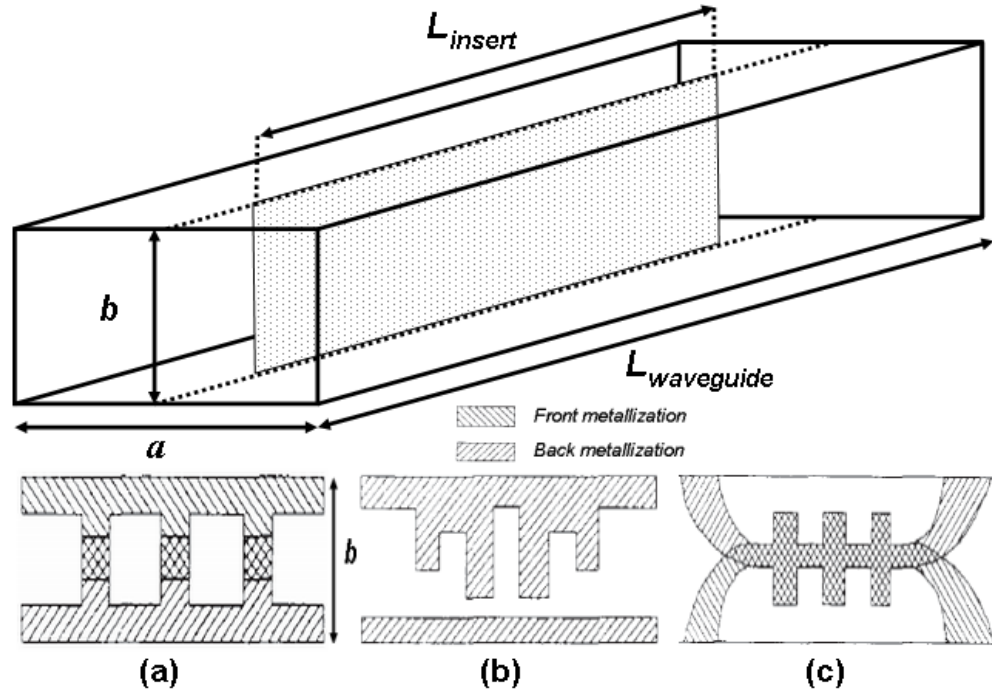 L_insert
b
L_waveguide
a
Front metallization
Back metallization
b
(a)
(b)
(c)